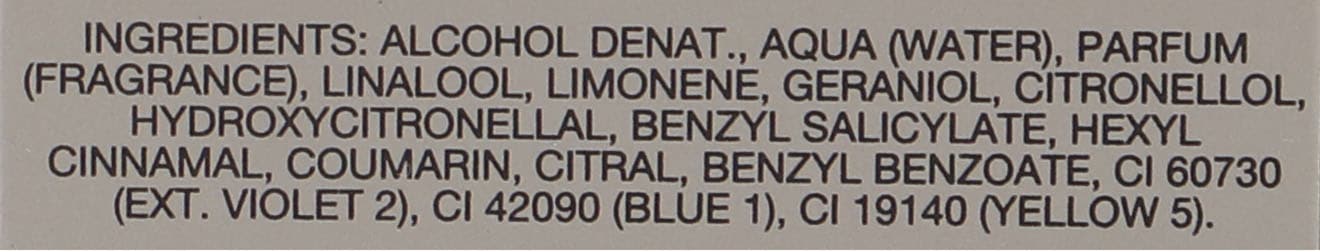 INGREDIENTS: ALCOHOL DENAT., AQUA (WATER), PARFUM
(FRAGRANCE), LINALOOL, LIMONENE, GERANIOL, CITRONELLOL,
HYDROXYCITRONELLAL, BENZYL SALICYLATE, HEXYL
CINNAMAL, COUMARIN, CITRAL, BENZYL BENZOATE, CI 60730
(EXT. VIOLET 2), CI 42090 (BLUE 1), CI 19140 (YELLOW 5).